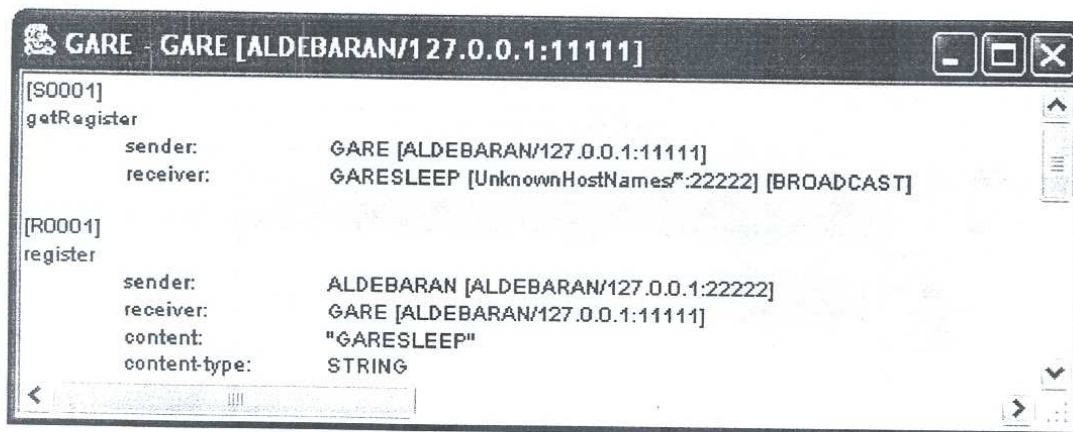 GARE - GARE [ALDEBARAN/127.0.0.1:11111]
[S0001]
getRegister
sender: GARE [ALDEBARAN/127.0.0.1:11111]
receiver: GARESLEEP [UnknownHostNames/*:22222] [BROADCAST]
[R0001]
register
sender: ALDEBARAN [ALDEBARAN/127.0.0.1:22222]
receiver: GARE [ALDEBARAN/127.0.0.1:11111]
content: "GARESLEEP"
content-type: STRING